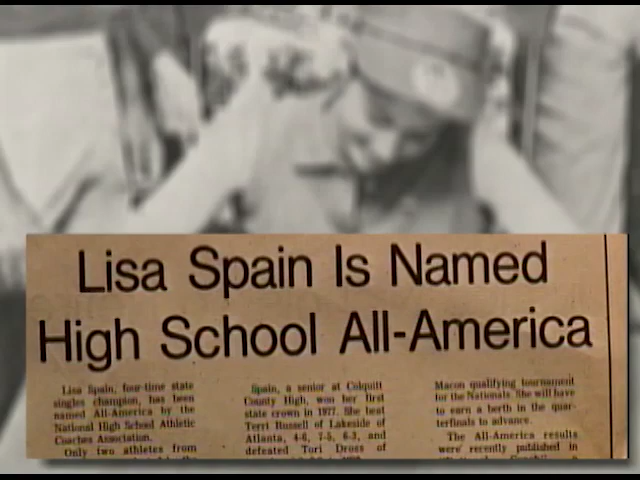 Lisa Spain Is Named
High School All-America
Lisa Spain, four-time state
singles champion, has been
named All-America by the
National High School Athletic
Coaches Association.
Only two athletes from
Spain, a senior at Colquitt
County High, won her first
state crown in 1977. She beat
Terri Russell of Lakeside of
Atlanta, 4-6, 7-5, 6-3, and
defeated Tori Dross of
Macon qualifying tournament
for the Nationals. She will have
to earn a berth in the quar-
terfinals to advance.
The All-America results
were recently published in